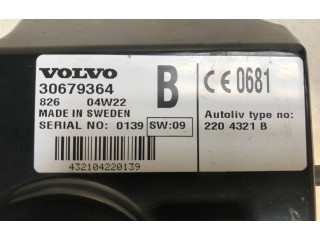 VOLVO
30679364
826 04W22
MADE IN SWEDEN
SERIAL NO: 0139 SW:09
432104220139
B
CE 0681
Autoliv type no:
220 4321 B